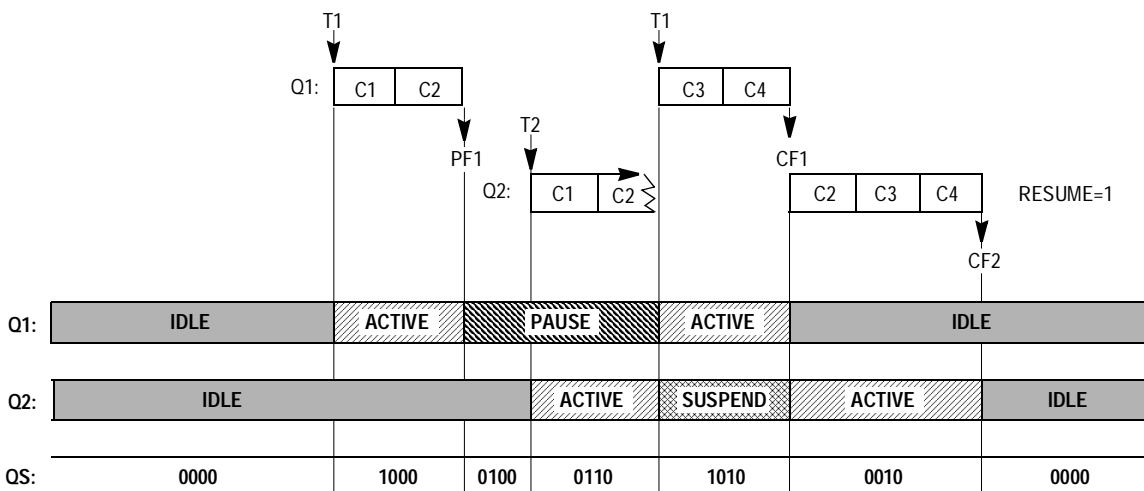 T1 T1
Q1: C1 C2 C3 C4
T2
PF1 CF1
Q2: C1 C2 C2 C3 C4 RESUME=1
CF2
Q1: IDLE ACTIVE PAUSE ACTIVE IDLE
Q2: IDLE ACTIVE SUSPEND ACTIVE IDLE
QS: 0000 1000 0100 0110 1010 0010 0000